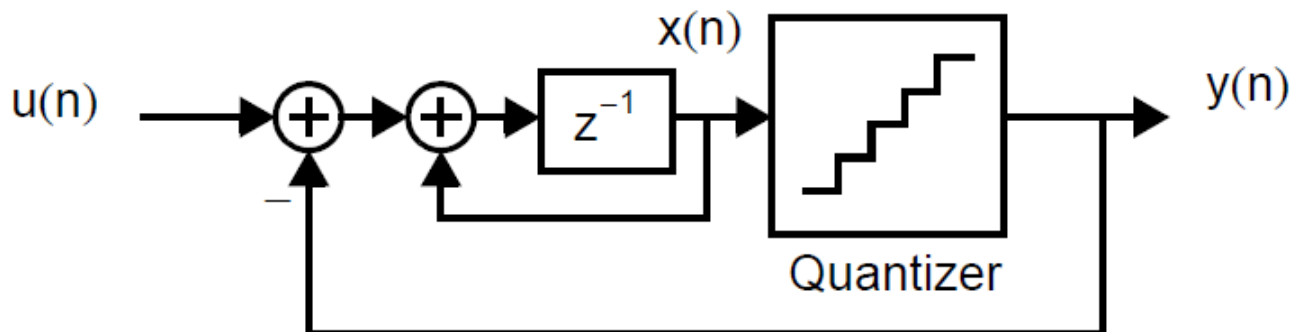 x(n)
u(n)
+
+
z⁻¹
y(n)
−
Quantizer